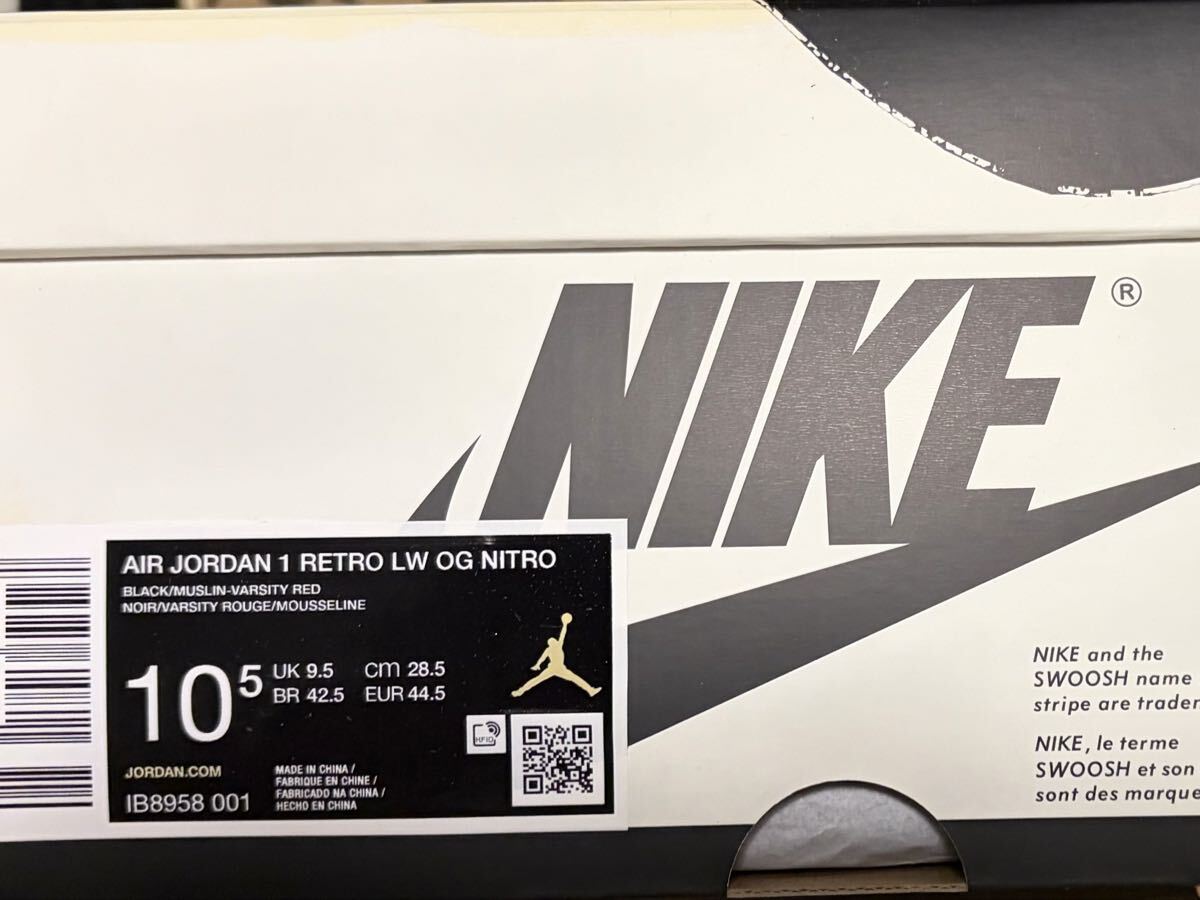 NIKE®
AIR JORDAN 1 RETRO LW OG NITRO
BLACK/MUSLIN-VARSITY RED
NOIR/VARSITY ROUGE/MOUSSELINE
10⁵
UK 9.5 cm 28.5
BR 42.5 EUR 44.5
HFID
JORDAN.COM
IB8958 001
MADE IN CHINA /
FABRIQUE EN CHINE /
FABRICADO NA CHINA /
HECHO EN CHINA
NIKE and the
SWOOSH name
stripe are trader
NIKE, le terme
SWOOSH et son
sont des marque